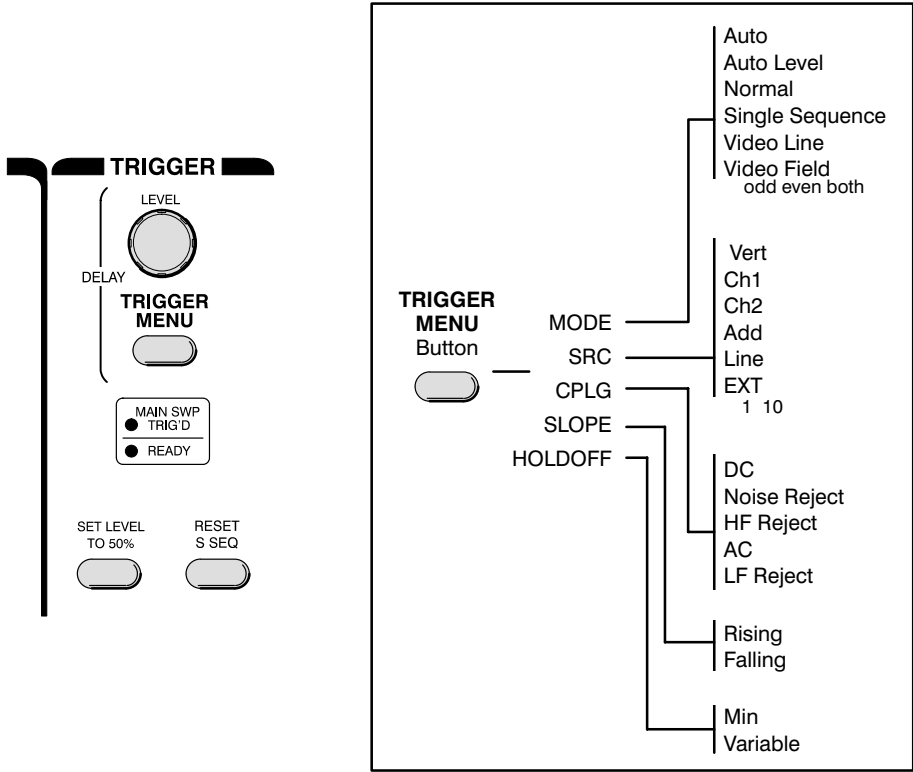 TRIGGER
LEVEL
DELAY
TRIGGER
MENU
MAIN SWP
TRIG'D
READY
SET LEVEL
TO 50%
RESET
S SEQ
TRIGGER
MENU
Button
MODE
SRC
CPLG
SLOPE
HOLDOFF
Auto
Auto Level
Normal
Single Sequence
Video Line
Video Field
odd even both
Vert
Ch1
Ch2
Add
Line
EXT
1 10
DC
Noise Reject
HF Reject
AC
LF Reject
Rising
Falling
Min
Variable